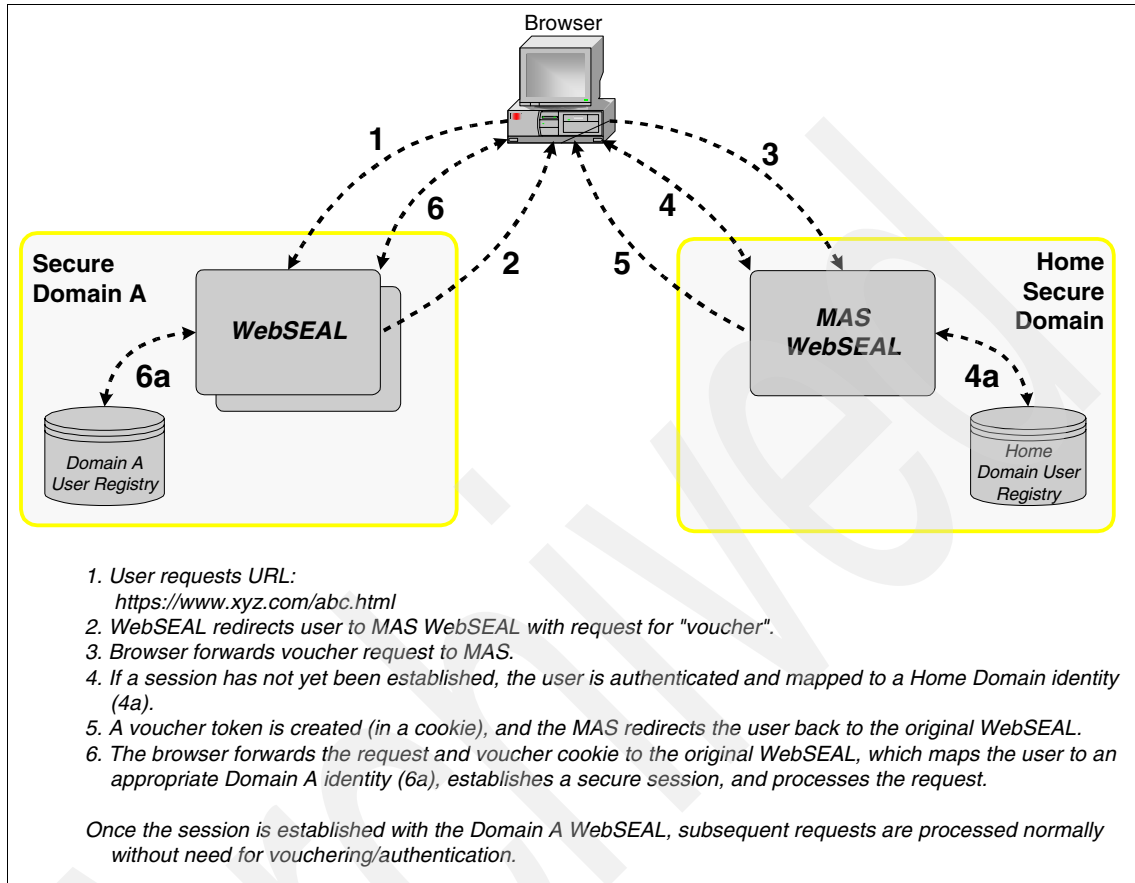 Browser
1
3
6
4
2
5
Secure
Domain A
Home
Secure
Domain
WebSEAL
MAS
WebSEAL
6a
4a
Domain A
User Registry
Home
Domain User
Registry
1. User requests URL:
https://www.xyz.com/abc.html
2. WebSEAL redirects user to MAS WebSEAL with request for "voucher".
3. Browser forwards voucher request to MAS.
4. If a session has not yet been established, the user is authenticated and mapped to a Home Domain identity
(4a).
5. A voucher token is created (in a cookie), and the MAS redirects the user back to the original WebSEAL.
6. The browser forwards the request and voucher cookie to the original WebSEAL, which maps the user to an
appropriate Domain A identity (6a), establishes a secure session, and processes the request.
Once the session is established with the Domain A WebSEAL, subsequent requests are processed normally
without need for vouchering/authentication.